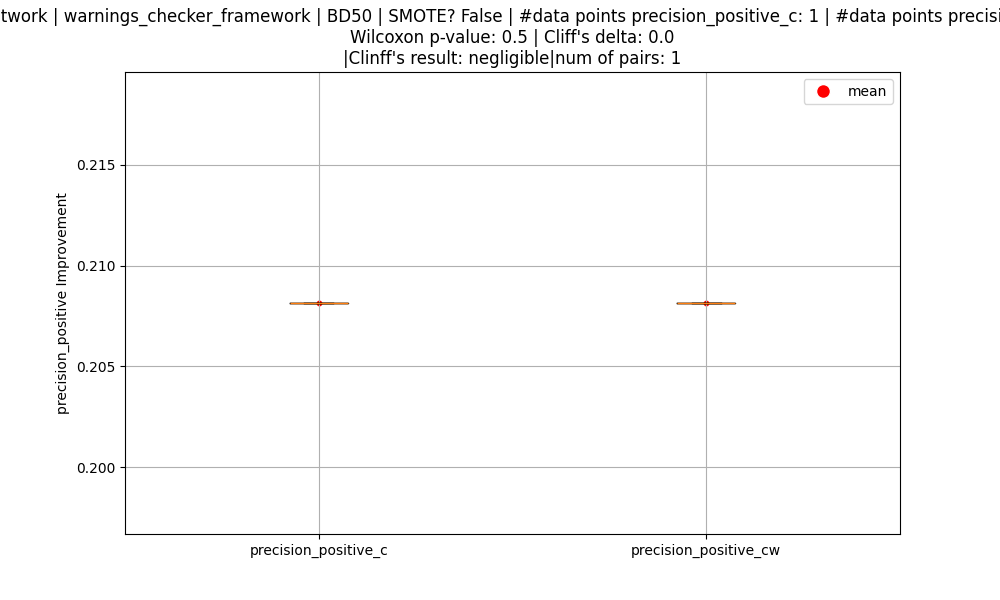 | warnings_checker_framework | BD50 | SMOTE? False | #data points precision_positive_c: 1 | #data points
Wilcoxon p-value: 0.5 | Cliff's delta: 0.0
|Clinff's result: negligible|num of pairs: 1
mean
0.215
0.210
0.205
0.200
precision_positive Improvement
precision_positive_c precision_positive_cw